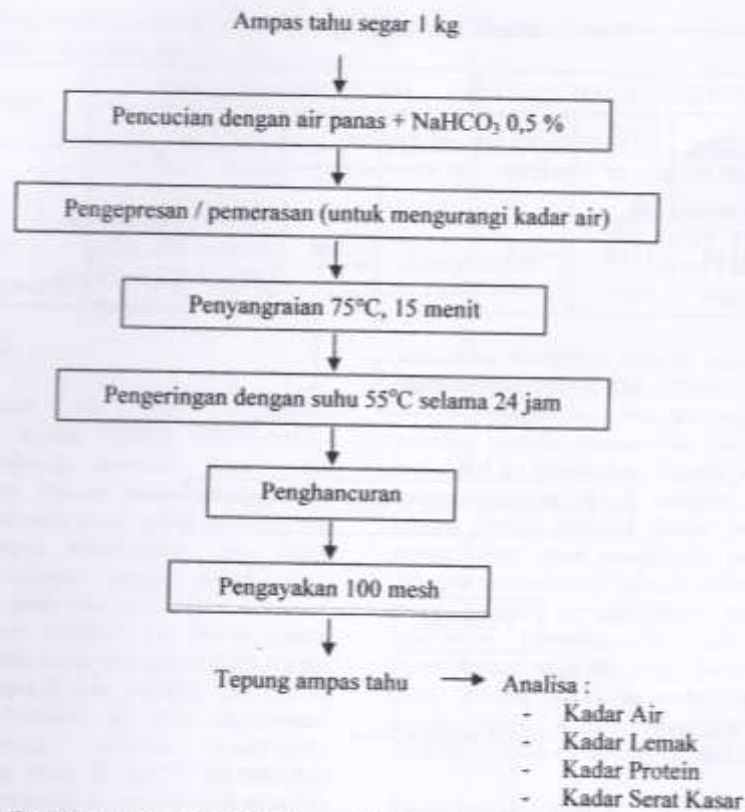 Ampas tahu segar 1 kg
Pencucian dengan air panas + NaHCO₃ 0,5 %
Pengepresan / pemerasan (untuk mengurangi kadar air)
Penyangraian 75°C, 15 menit
Pengeringan dengan suhu 55°C selama 24 jam
Penghancuran
Pengayakan 100 mesh
Tepung ampas tahu
Analisa :
- Kadar Air
- Kadar Lemak
- Kadar Protein
- Kadar Serat Kasar